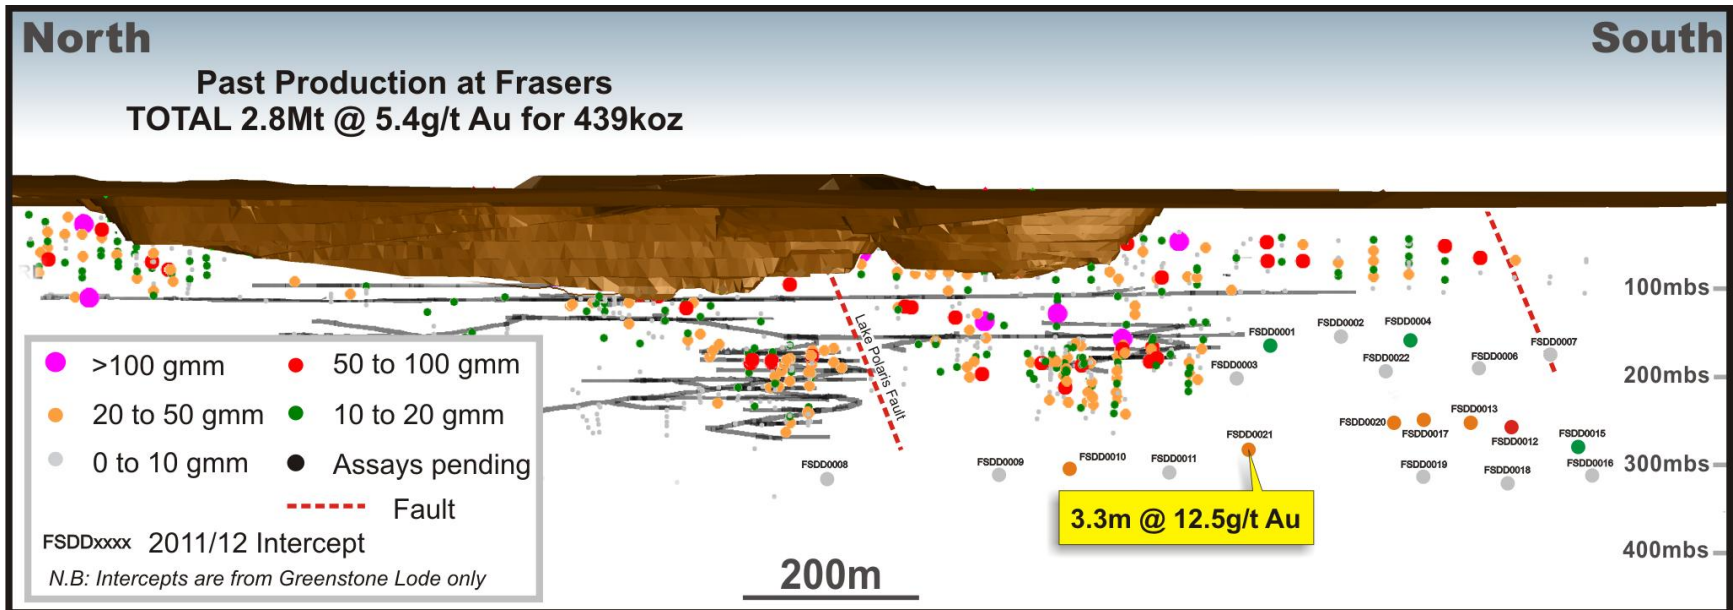 North
South
Past Production at Frasers
TOTAL 2.8Mt @ 5.4g/t Au for 439koz
100mbs
200mbs
300mbs
400mbs
Lake Polaris Fault
FSDD0001
FSDD0002
FSDD0004
FSDD0003
FSDD0022
FSDD0006
FSDD0007
FSDD0021
FSDD0020
FSDD0017
FSDD0013
FSDD0012
FSDD0015
FSDD0008
FSDD0009
FSDD0010
FSDD0011
FSDD0019
FSDD0018
FSDD0016
3.3m @ 12.5g/t Au
>100 gmm
50 to 100 gmm
20 to 50 gmm
10 to 20 gmm
0 to 10 gmm
Assays pending
Fault
FSDDxxxx 2011/12 Intercept
N.B: Intercepts are from Greenstone Lode only
200m